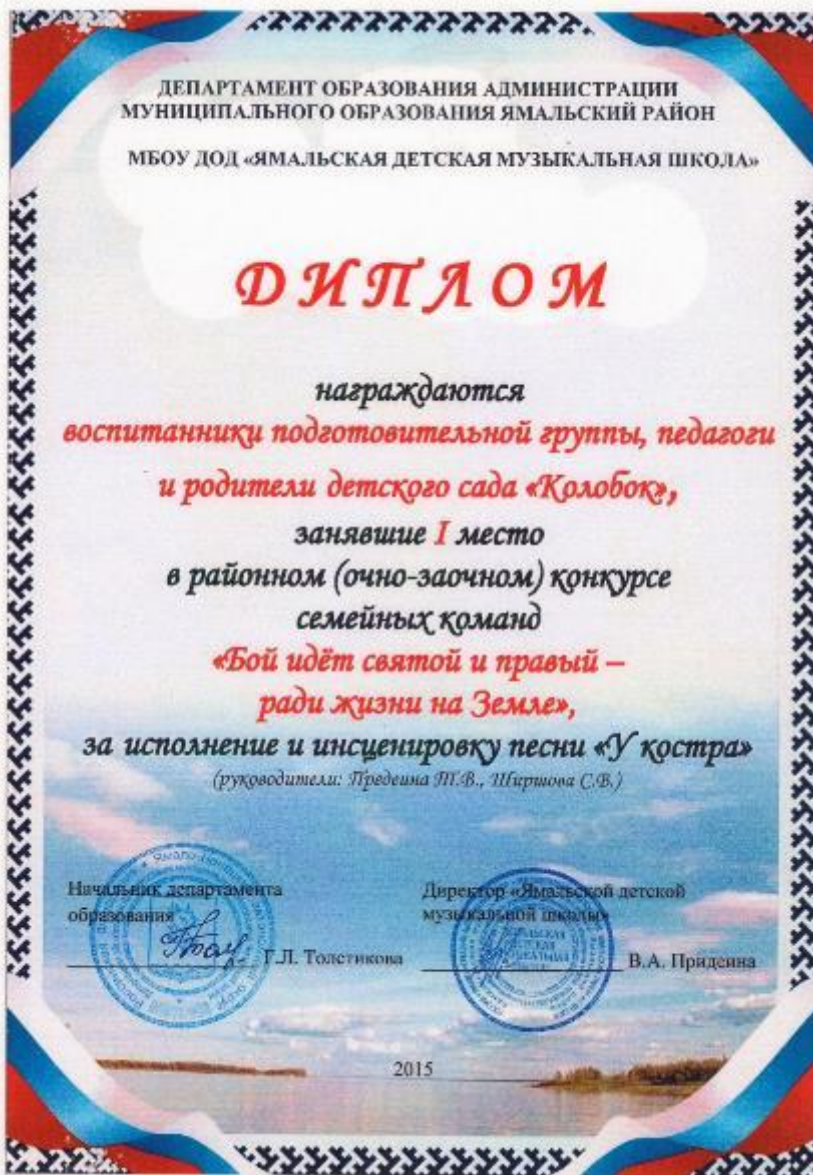 ДЕПАРТАМЕНТ ОБРАЗОВАНИЯ АДМИНИСТРАЦИИ
МУНИЦИПАЛЬНОГО ОБРАЗОВАНИЯ ЯМАЛЬСКИЙ РАЙОН
МБОУ ДОД «ЯМАЛЬСКАЯ ДЕТСКАЯ МУЗЫКАЛЬНАЯ ШКОЛА»
ДИПЛОМ
награждаются
воспитанники подготовительной группы, педагоги
и родители детского сада «Колобок»,
занявшие I место
в районном (очно-заочном) конкурсе
семейных команд
«Бой идёт святой и правый –
ради жизни на Земле»,
за исполнение и инсценировку песни «У костра»
(руководители: Предеина Т.В., Ширшова С.В.)
Начальник департамента
образования
Г.Л. Толстикова
Директор «Ямальской детской
музыкальной школы»
В.А. Придеина
2015